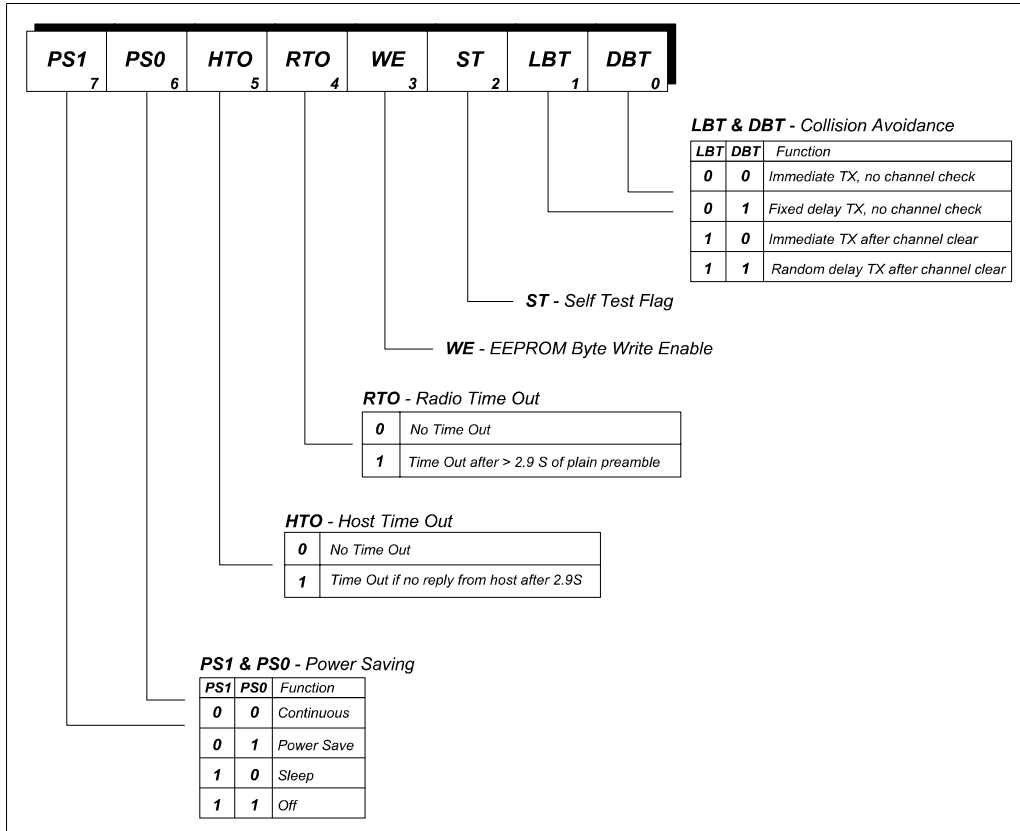 PS1 PS0 HTO RTO WE ST LBT DBT
7 6 5 4 3 2 1 0
LBT & DBT - Collision Avoidance
LBT DBT Function
0 0 Immediate TX, no channel check
0 1 Fixed delay TX, no channel check
1 0 Immediate TX after channel clear
1 1 Random delay TX after channel clear
ST - Self Test Flag
WE - EEPROM Byte Write Enable
RTO - Radio Time Out
0 No Time Out
1 Time Out after > 2.9 S of plain preamble
HTO - Host Time Out
0 No Time Out
1 Time Out if no reply from host after 2.9S
PS1 & PS0 - Power Saving
PS1 PS0 Function
0 0 Continuous
0 1 Power Save
1 0 Sleep
1 1 Off